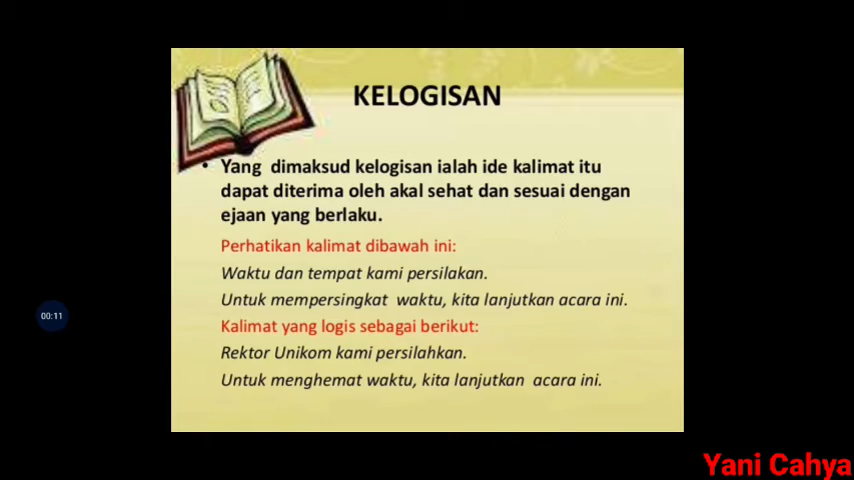 KELOGISAN
• Yang dimaksud kelogisan ialah ide kalimat itu
dapat diterima oleh akal sehat dan sesuai dengan
ejaan yang berlaku.
Perhatikan kalimat dibawah ini:
Waktu dan tempat kami persilakan.
Untuk mempersingkat waktu, kita lanjutkan acara ini.
00:11
Kalimat yang logis sebagai berikut:
Rektor Unikom kami persilahkan.
Untuk menghemat waktu, kita lanjutkan acara ini.
Yani Cahya